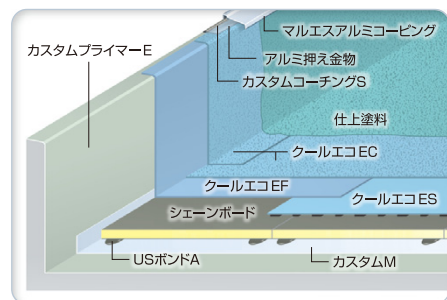 マルエスアルミコーピング
カスタムプライマーE
アルミ押え金物
カスタムコーチングS
仕上塗料
クールエコEC
クールエコEF
クールエコES
シェーンボード
USボンドA
カスタムM